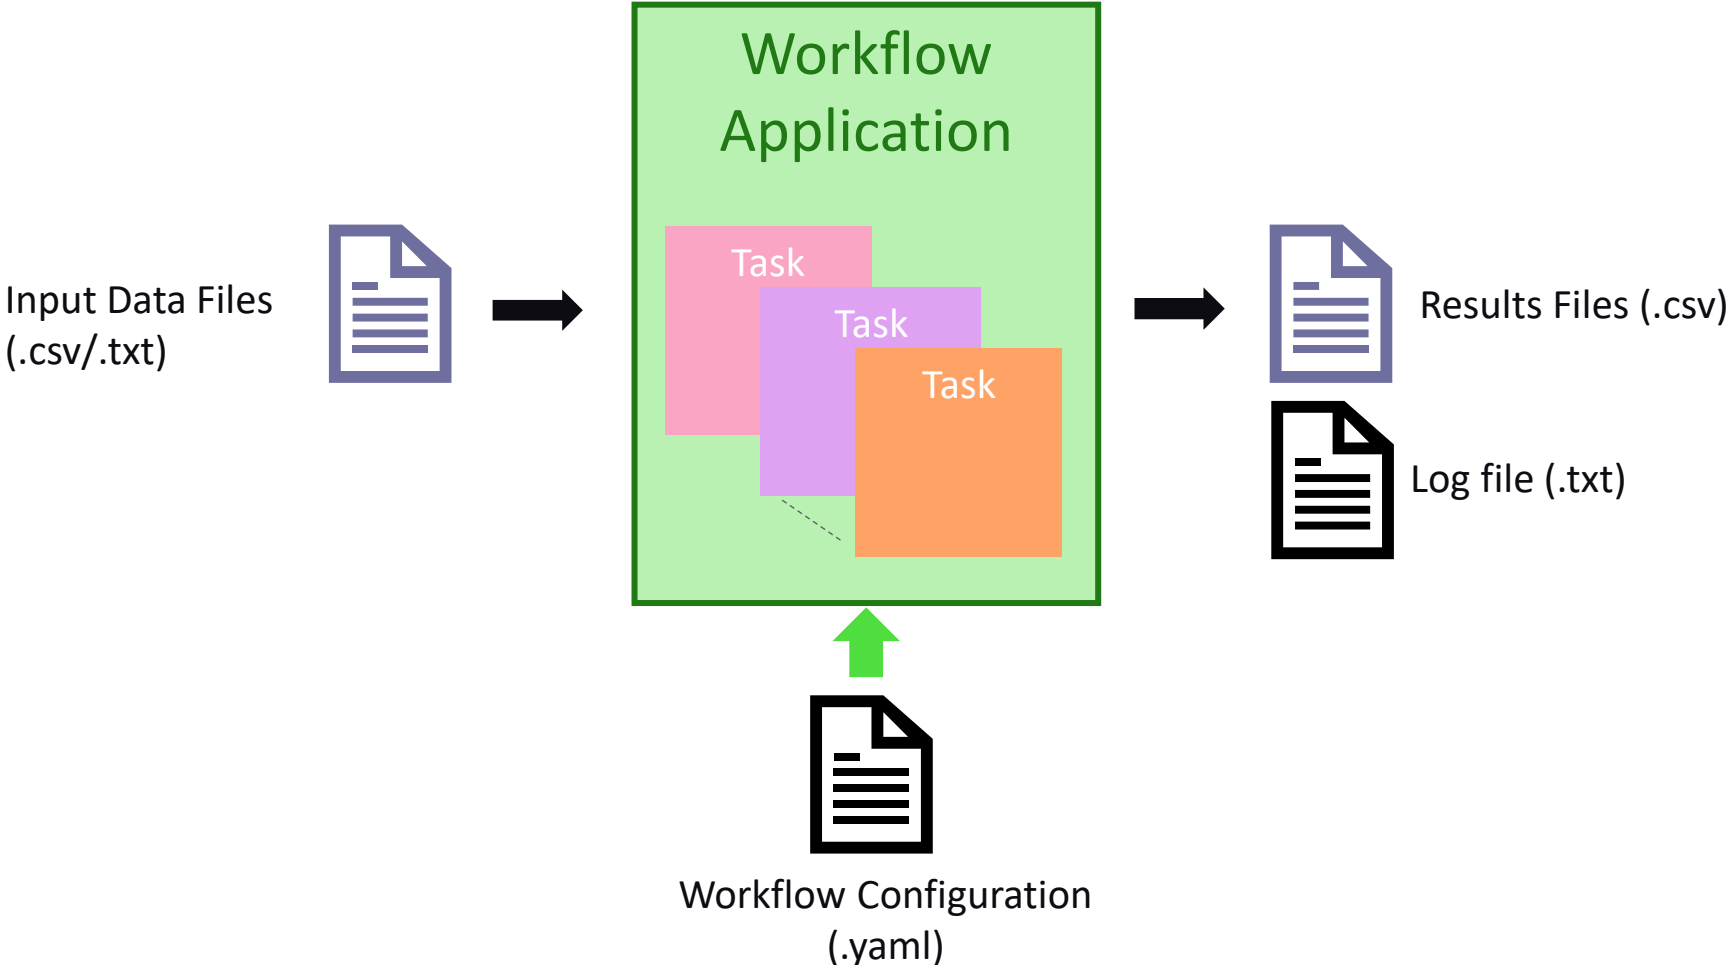 Workflow
Application
Task
Task
Task
Input Data Files
(.csv/.txt)
Results Files (.csv)
Log file (.txt)
Workflow Configuration
(.yaml)